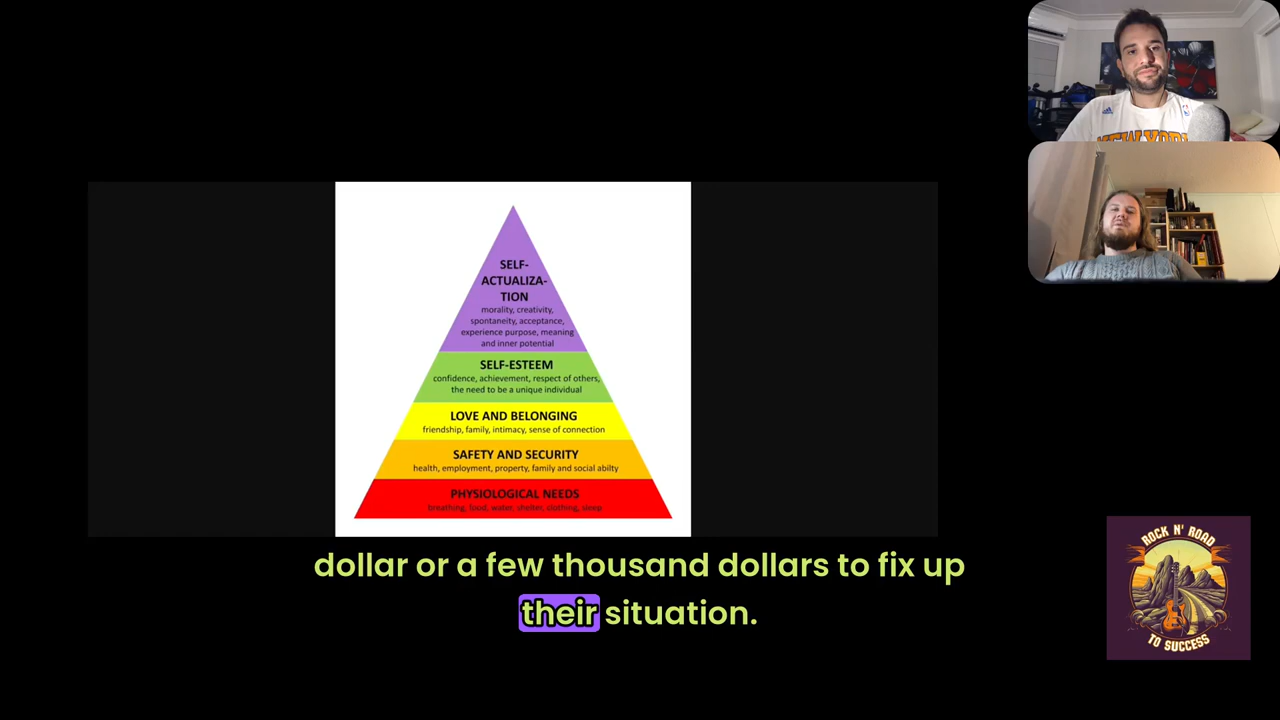 SELF-
ACTUALIZA-
TION
morality, creativity,
spontaneity, acceptance,
experience purpose, meaning
and inner potential
SELF-ESTEEM
confidence, achievement, respect of others,
the need to be a unique individual
LOVE AND BELONGING
friendship, family, intimacy, sense of connection
SAFETY AND SECURITY
health, employment, property, family and social abilty
PHYSIOLOGICAL NEEDS
breathing, food, water, shelter, clothing, sleep
dollar or a few thousand dollars to fix up
their situation.
NEW YORK
ROCK N' ROAD
TO SUCCESS